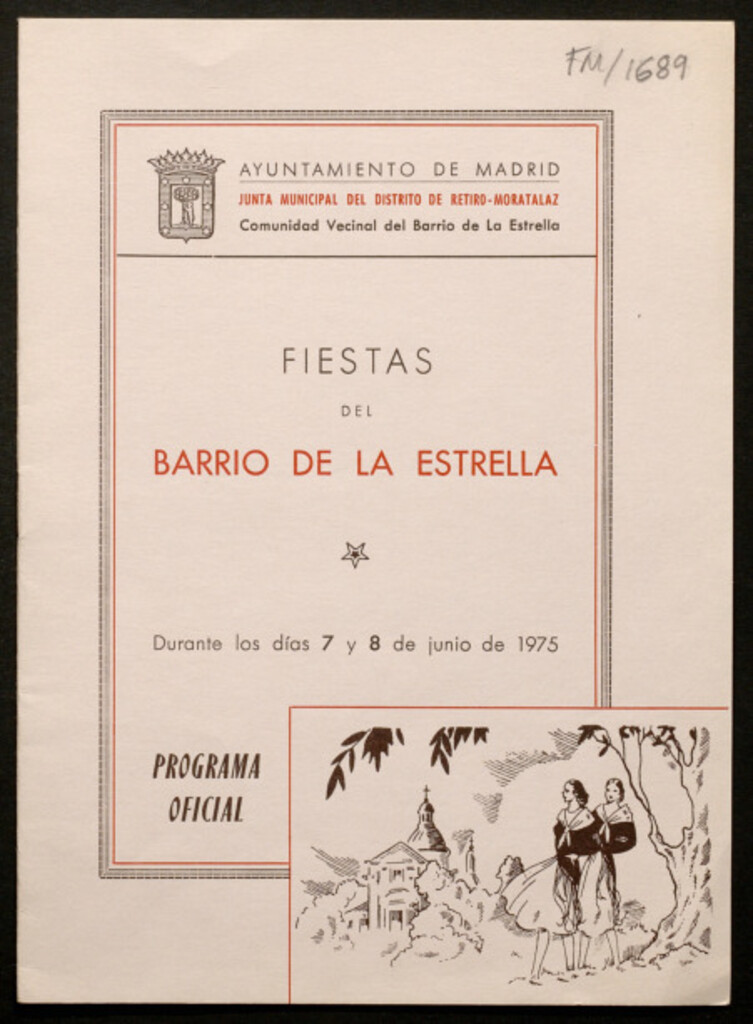 FM/1689
AYUNTAMIENTO DE MADRID
JUNTA MUNICIPAL DEL DISTRITO DE RETIRO-MORATALAZ
Comunidad Vecinal del Barrio de La Estrella
FIESTAS
DEL
BARRIO DE LA ESTRELLA
Durante los días 7 y 8 de junio de 1975
PROGRAMA
OFICIAL